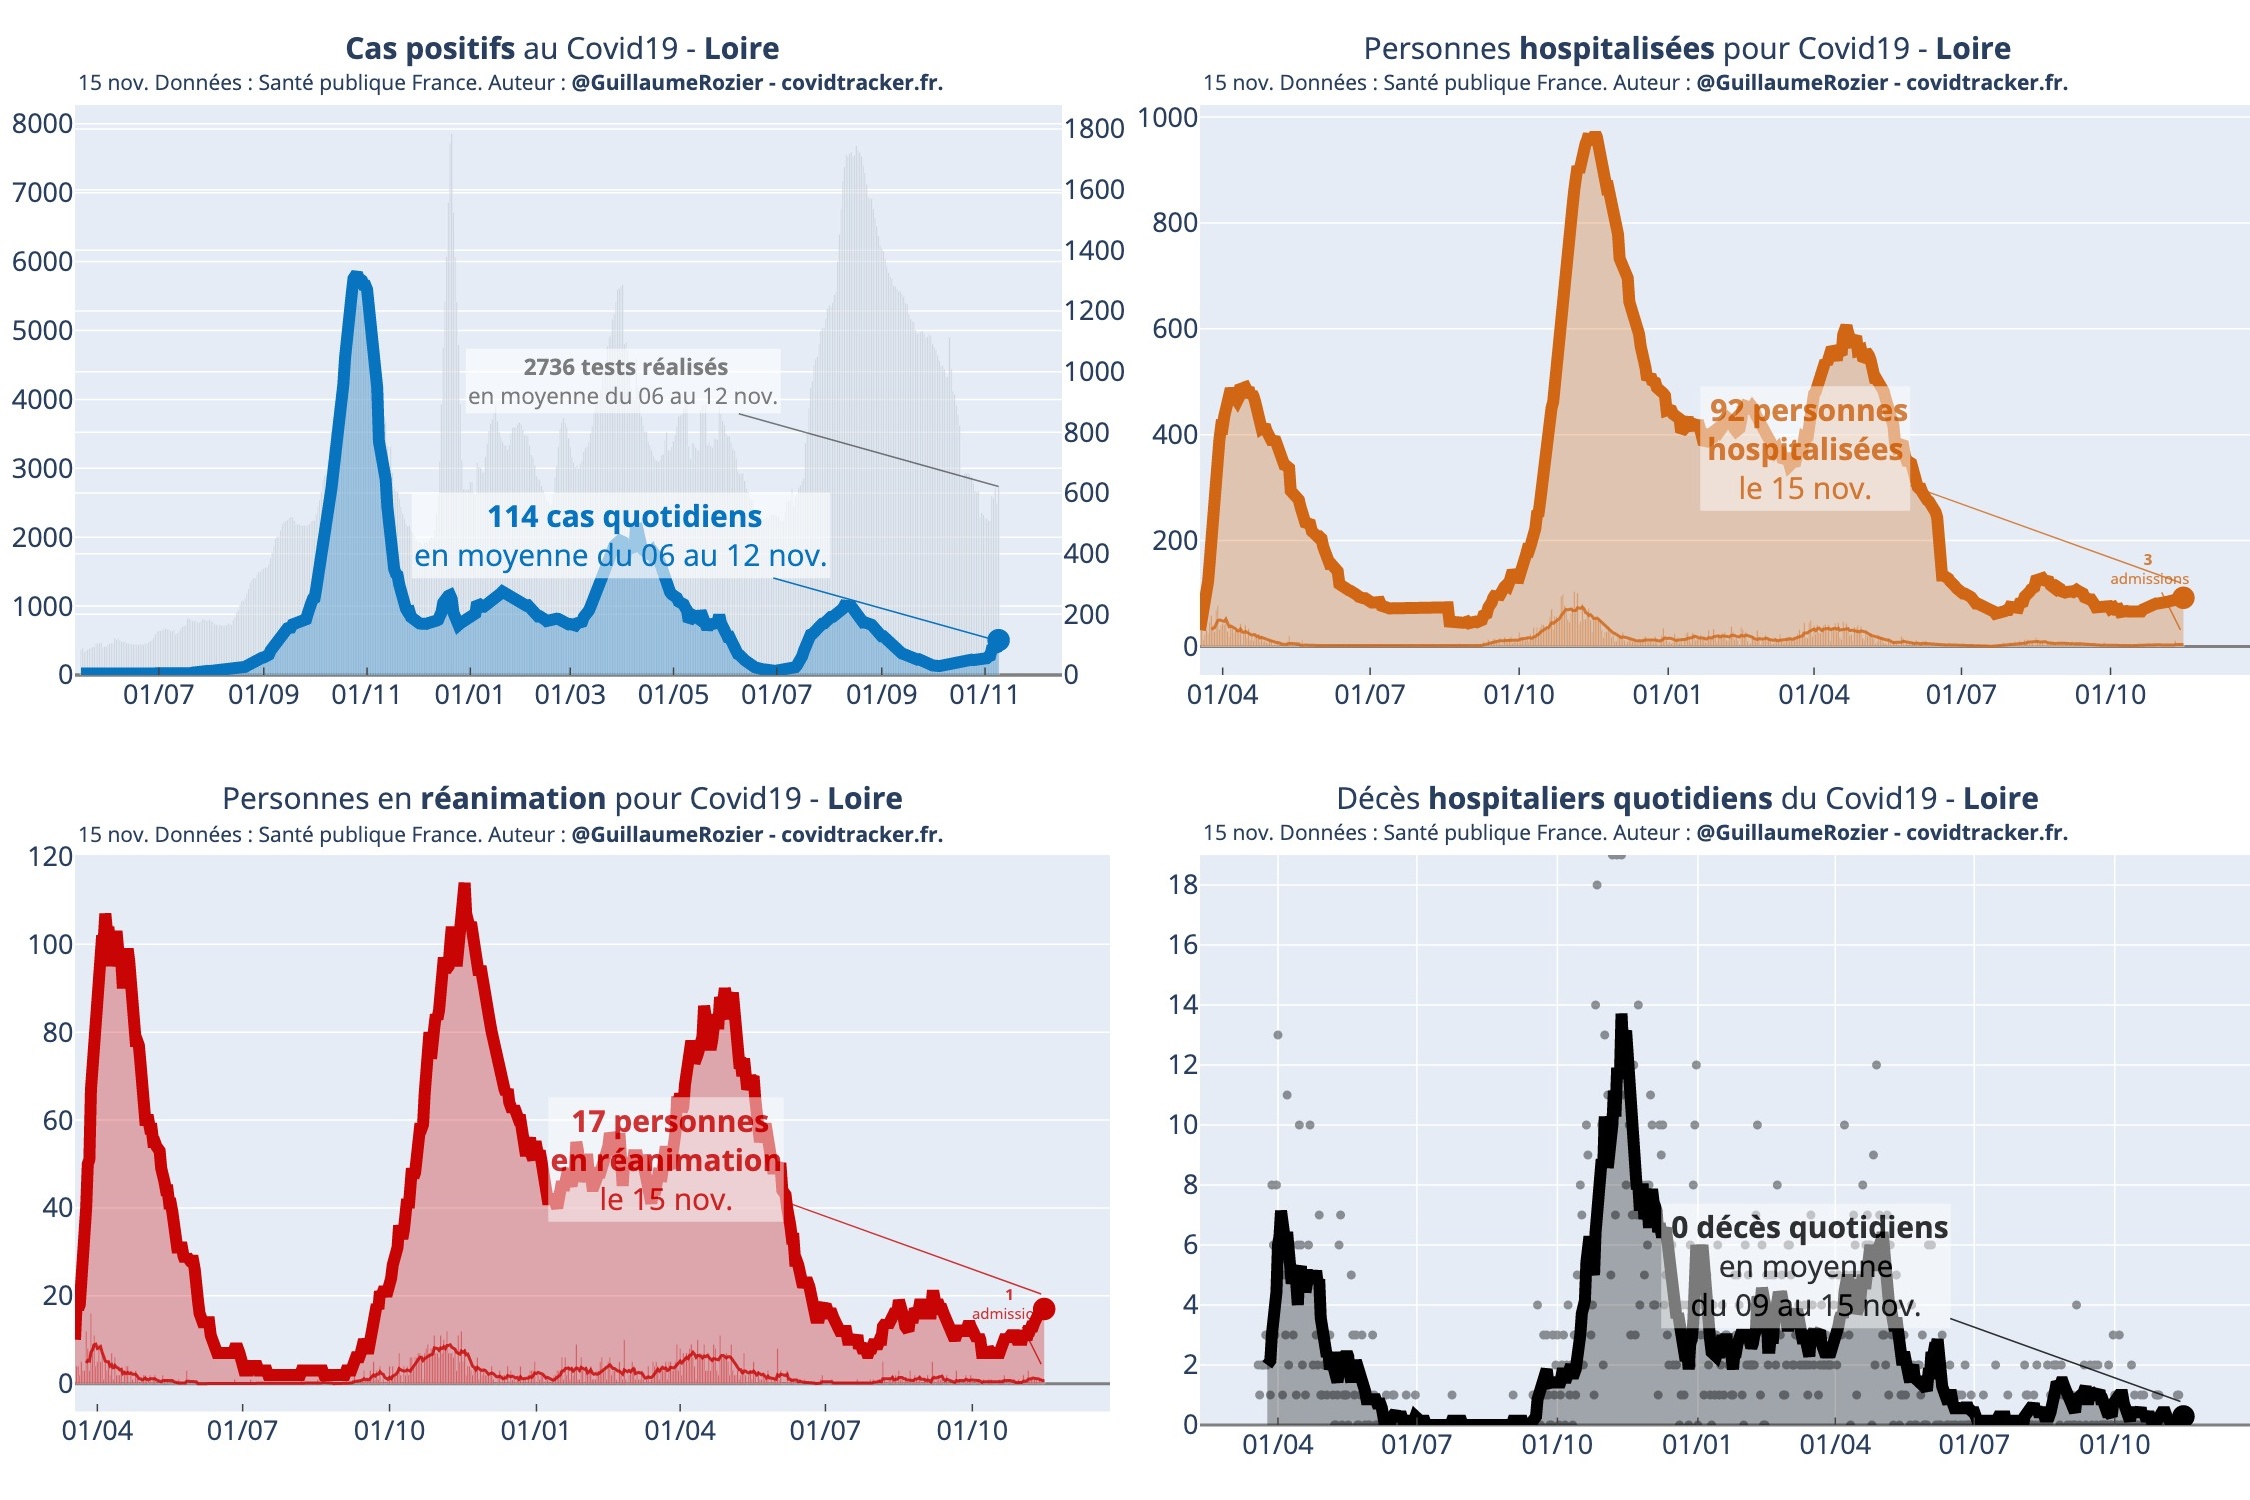 Cas positifs au Covid19 - Loire
15 nov. Données : Santé publique France. Auteur : @GuillaumeRozier - covidtracker.fr.
8000
7000
6000
5000
4000
3000
2000
1000
0
1800
1600
1400
1200
1000
800
600
400
200
0
2736 tests réalisés
en moyenne du 06 au 12 nov.
114 cas quotidiens
en moyenne du 06 au 12 nov.
01/07 01/09 01/11 01/01 01/03 01/05 01/07 01/09 01/11
Personnes hospitalisées pour Covid19 - Loire
15 nov. Données : Santé publique France. Auteur : @GuillaumeRozier - covidtracker.fr.
1000
800
600
400
200
0
92 personnes
hospitalisées
le 15 nov.
3
admissions
01/04 01/07 01/10 01/01 01/04 01/07 01/10
Personnes en réanimation pour Covid19 - Loire
15 nov. Données : Santé publique France. Auteur : @GuillaumeRozier - covidtracker.fr.
120
100
80
60
40
20
0
17 personnes
en réanimation
le 15 nov.
1
admissio
01/04 01/07 01/10 01/01 01/04 01/07 01/10
Décès hospitaliers quotidiens du Covid19 - Loire
15 nov. Données : Santé publique France. Auteur : @GuillaumeRozier - covidtracker.fr.
18
16
14
12
10
8
6
4
2
0
0 décès quotidiens
en moyenne
du 09 au 15 nov.
01/04 01/07 01/10 01/01 01/04 01/07 01/10